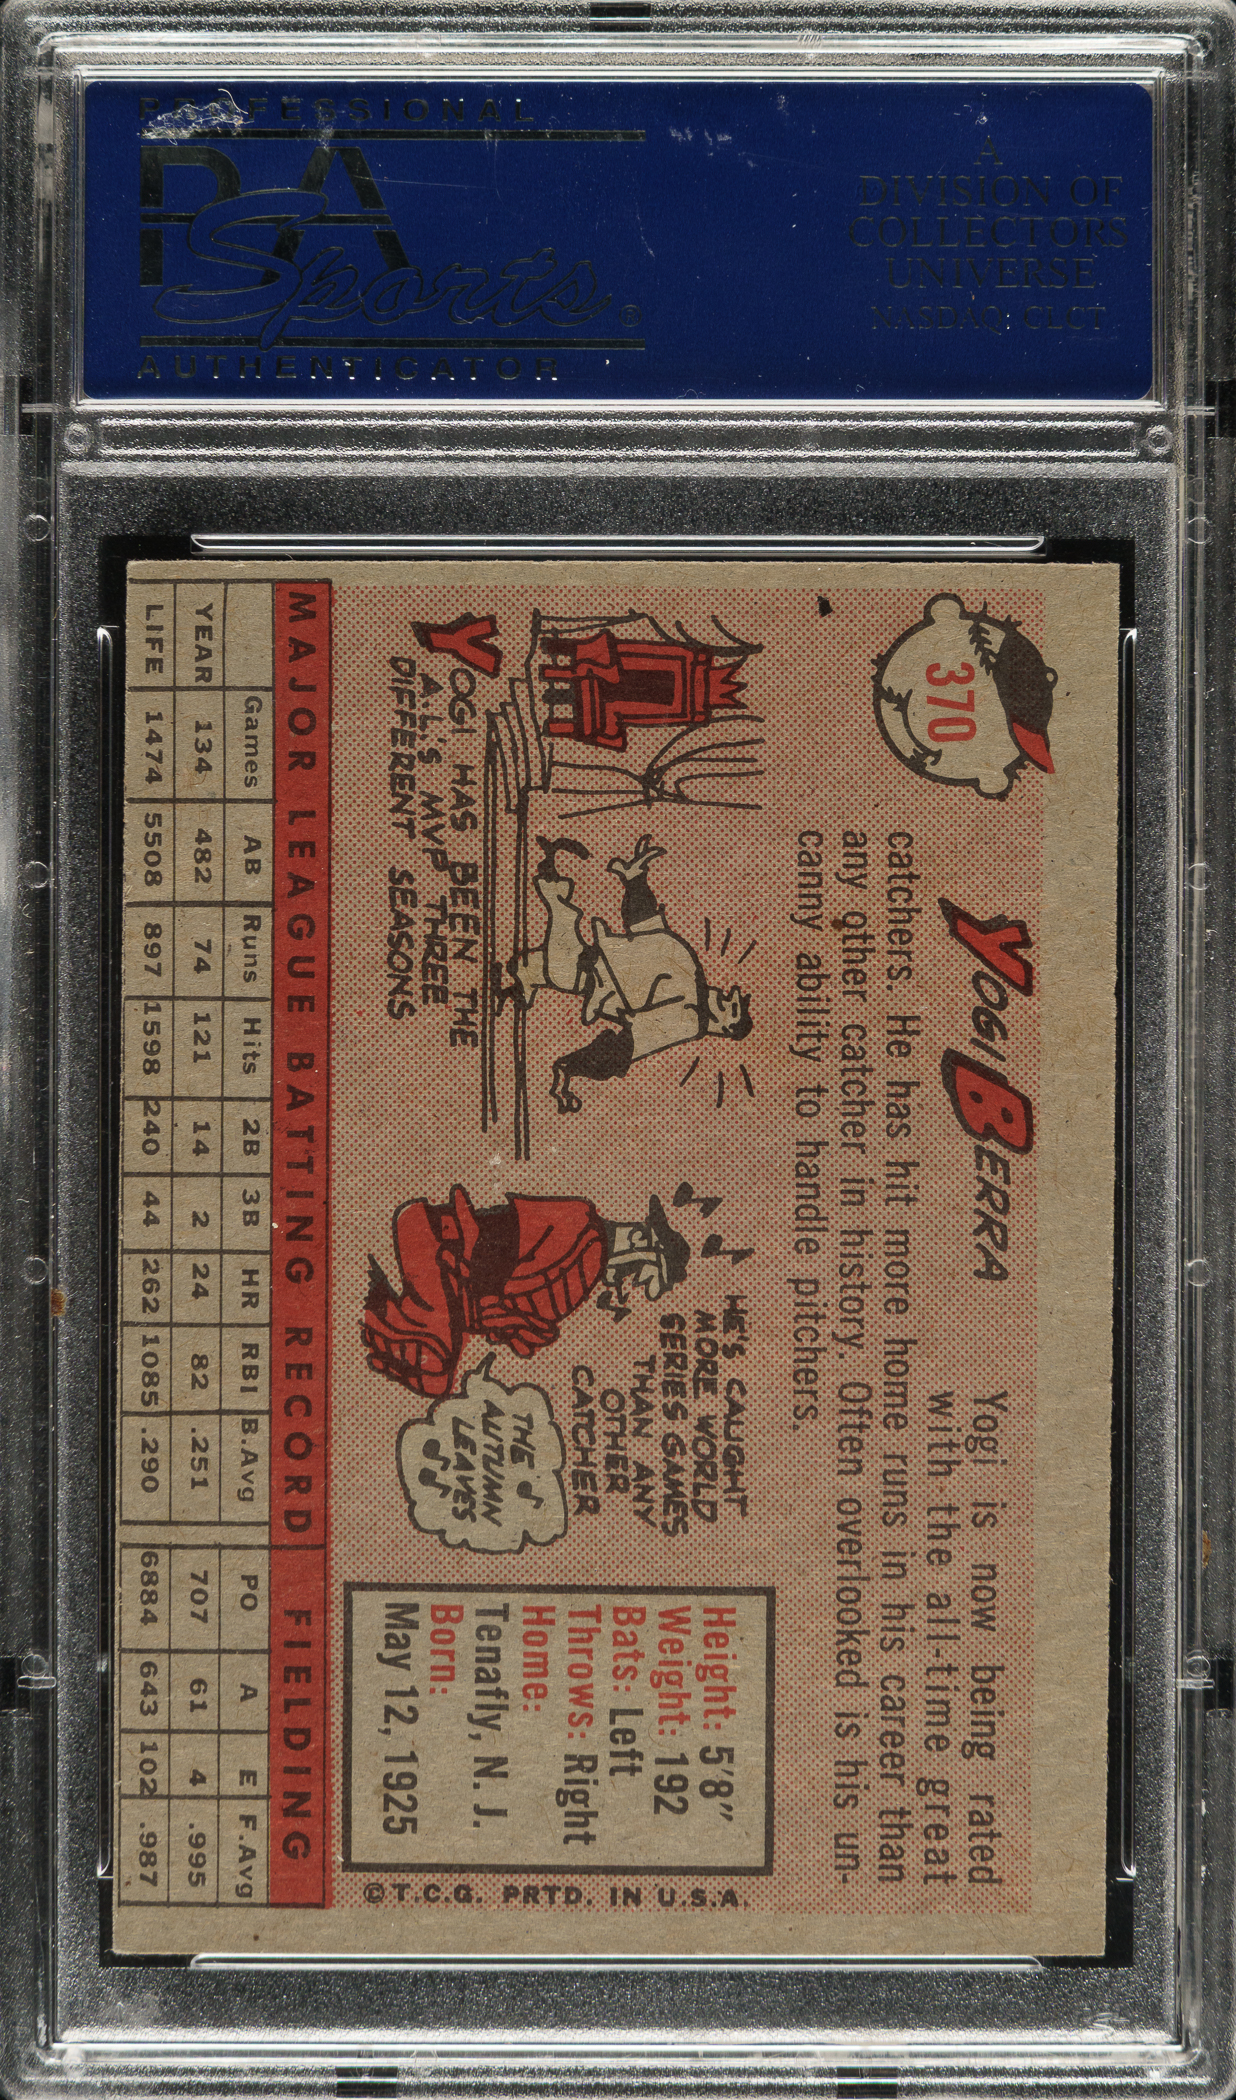 PROFESSIONAL
PSA
Sports®
AUTHENTICATOR
A
DIVISION OF
COLLECTORS
UNIVERSE
NASDAQ: CLCT
370
YOGI BERRA
Yogi is now being rated
with the all-time great
catchers. He has hit more home runs in his career than
any other catcher in history. Often overlooked is his un-
canny ability to handle pitchers.
YOGI HAS BEEN THE
A.L.'S MVP THREE
DIFFERENT SEASONS
HE'S CAUGHT
MORE WORLD
SERIES GAMES
THAN ANY
OTHER
CATCHER
THE
AUTUMN
LEAVES
Height: 5'8"
Weight: 192
Bats: Left
Throws: Right
Home:
Tenafly, N. J.
Born:
May 12, 1925
©T.C.G. PRTD. IN U.S.A.
MAJOR LEAGUE BATTING RECORD FIELDING
Games AB Runs Hits 2B 3B HR RBI B.Avg PO A E F.Avg
YEAR 134 482 74 121 14 2 24 82 .251 707 61 4 .995
LIFE 1474 5508 897 1598 240 44 262 1085 .290 6884 643 102 .987